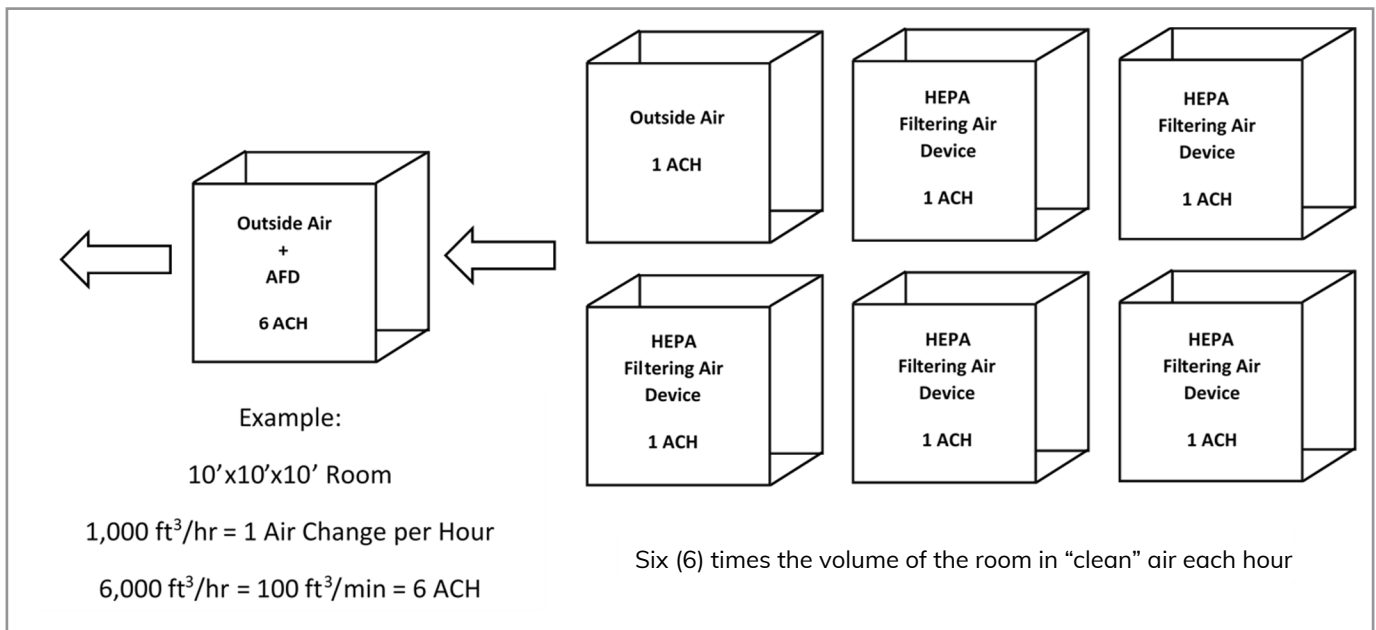 Outside Air
1 ACH
HEPA
Filtering Air
Device
1 ACH
HEPA
Filtering Air
Device
1 ACH
Outside Air
+
AFD
6 ACH
HEPA
Filtering Air
Device
1 ACH
HEPA
Filtering Air
Device
1 ACH
HEPA
Filtering Air
Device
1 ACH
Example:
10’x10’x10’ Room
1,000 ft³/hr = 1 Air Change per Hour
6,000 ft³/hr = 100 ft³/min = 6 ACH
Six (6) times the volume of the room in “clean” air each hour